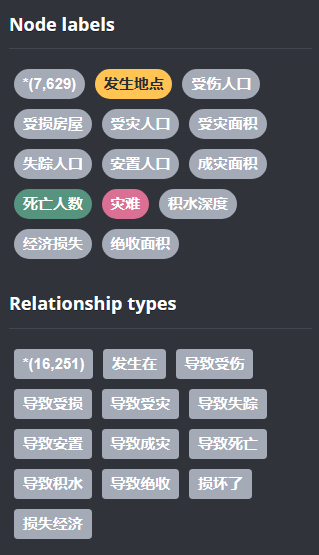 Node labels
*(7,629) 发生地点 受伤人口
受损房屋 受灾人口 受灾面积
失踪人口 安置人口 成灾面积
死亡人数 灾难 积水深度
经济损失 绝收面积
Relationship types
*(16,251) 发生在 导致受伤
导致受损 导致受灾 导致失踪
导致安置 导致成灾 导致死亡
导致积水 导致绝收 损坏了
损失经济